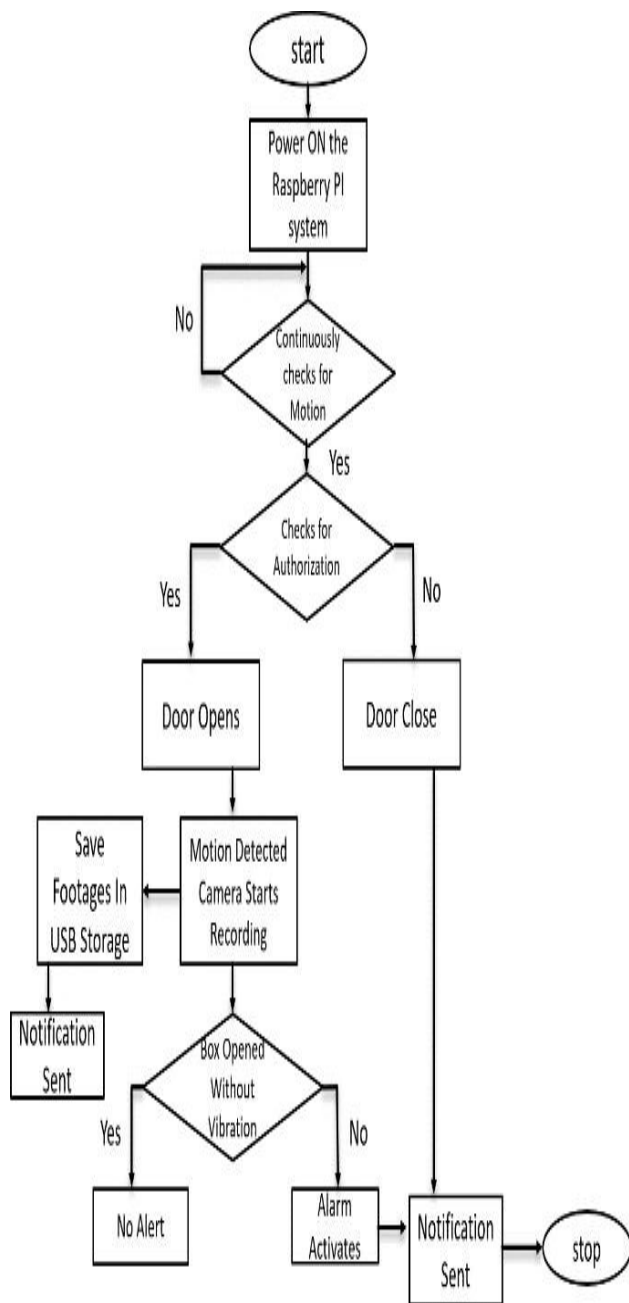 start
Power ON the
Raspberry PI
system
No
Continuously
checks for
Motion
Yes
Checks for
Authorization
Yes
No
Door Opens
Door Close
Save
Footages In
USB Storage
Motion Detected
Camera Starts
Recording
Notification
Sent
Box Opened
Without
Vibration
Yes
No
No Alert
Alarm
Activates
Notification
Sent
stop